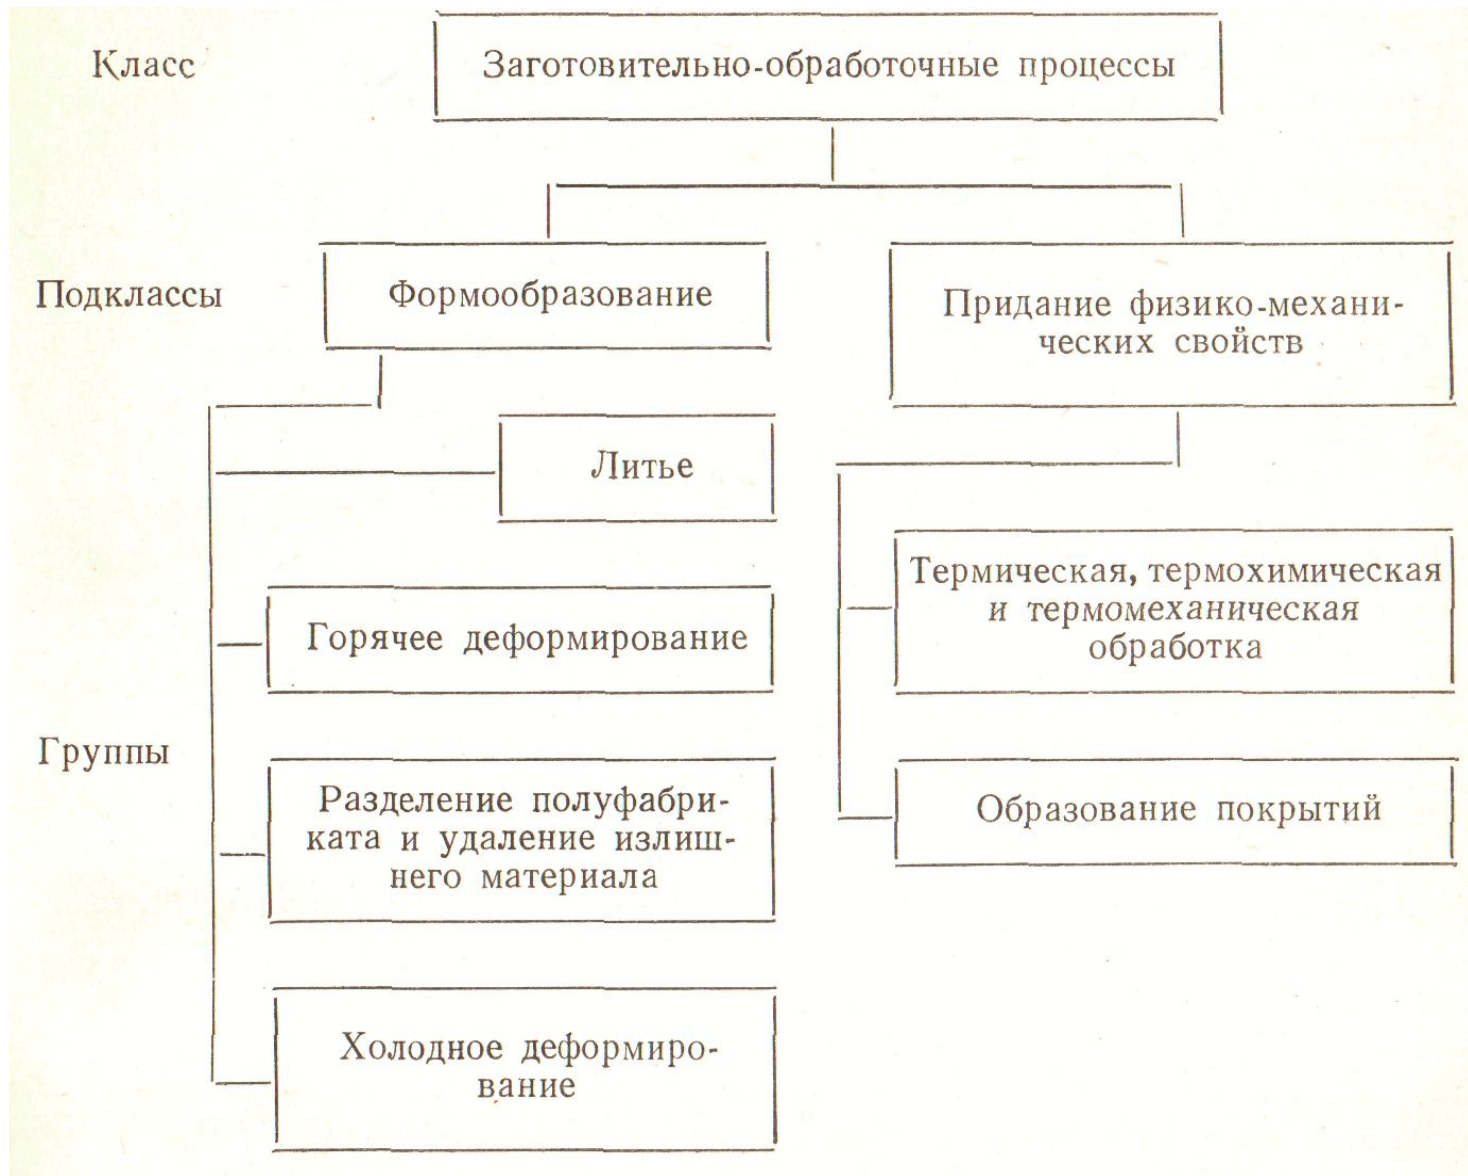 Класс
Заготовительно-обработочные процессы
Подклассы
Формообразование
Придание физико-механи-
ческих свойств
Литье
Термическая, термохимическая
и термомеханическая
обработка
Горячее деформирование
Группы
Разделение полуфабри-
ката и удаление излиш-
него материала
Образование покрытий
Холодное деформиро-
вание